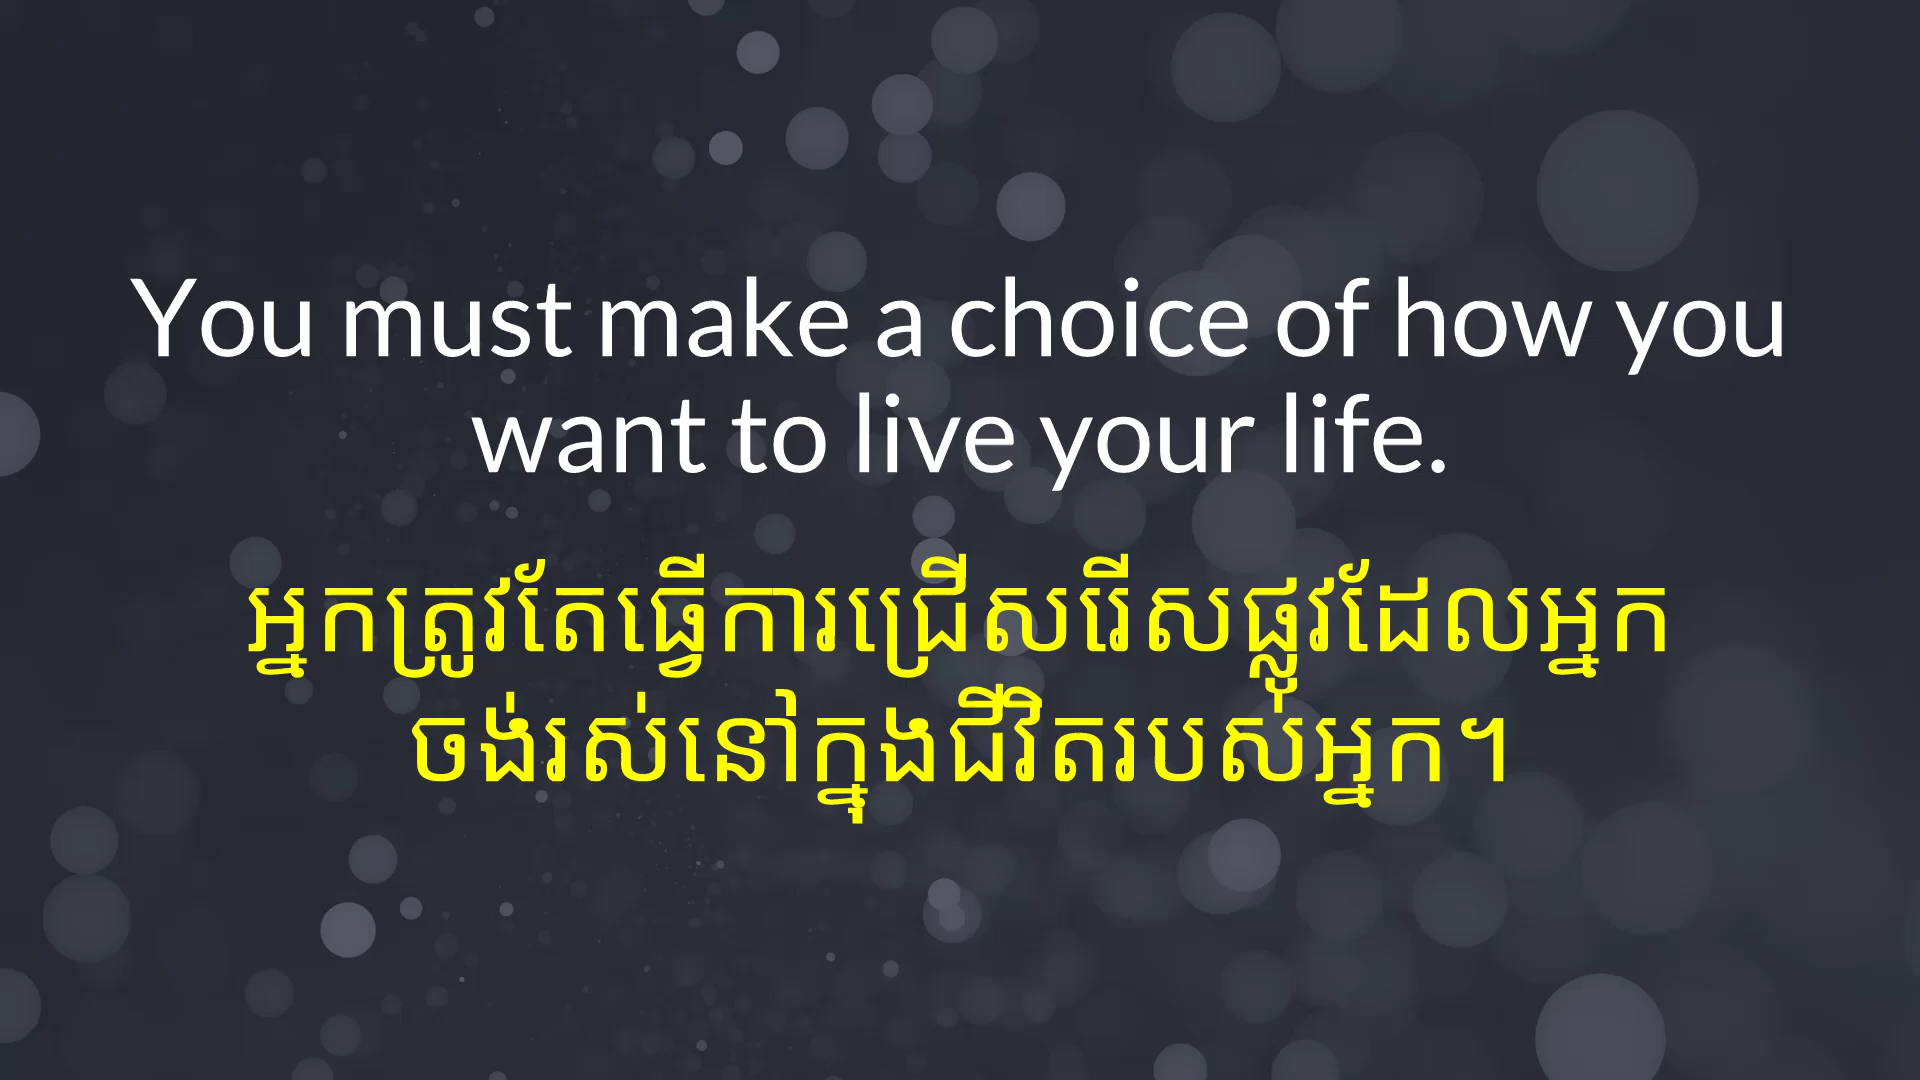 You must make a choice of how you
want to live your life.
អ្នកត្រូវតែធ្វើការជ្រើសរើសផ្លូវដែលអ្នក
ចង់រស់នៅក្នុងជីវិតរបស់អ្នក។